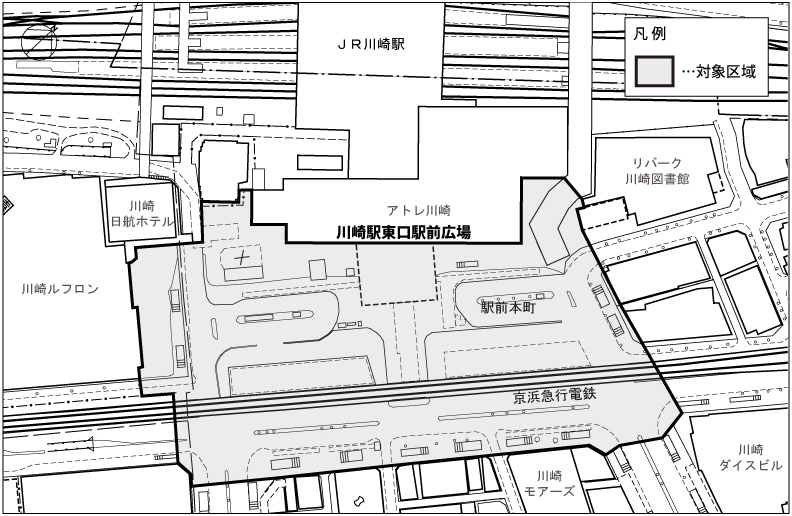 JR川崎駅
凡例
…対象区域
リバーク
川崎図書館
川崎
日航ホテル
アトレ川崎
川崎駅東口駅前広場
川崎ルフロン
駅前本町
京浜急行電鉄
川崎
ダイスビル
川崎
モアーズ